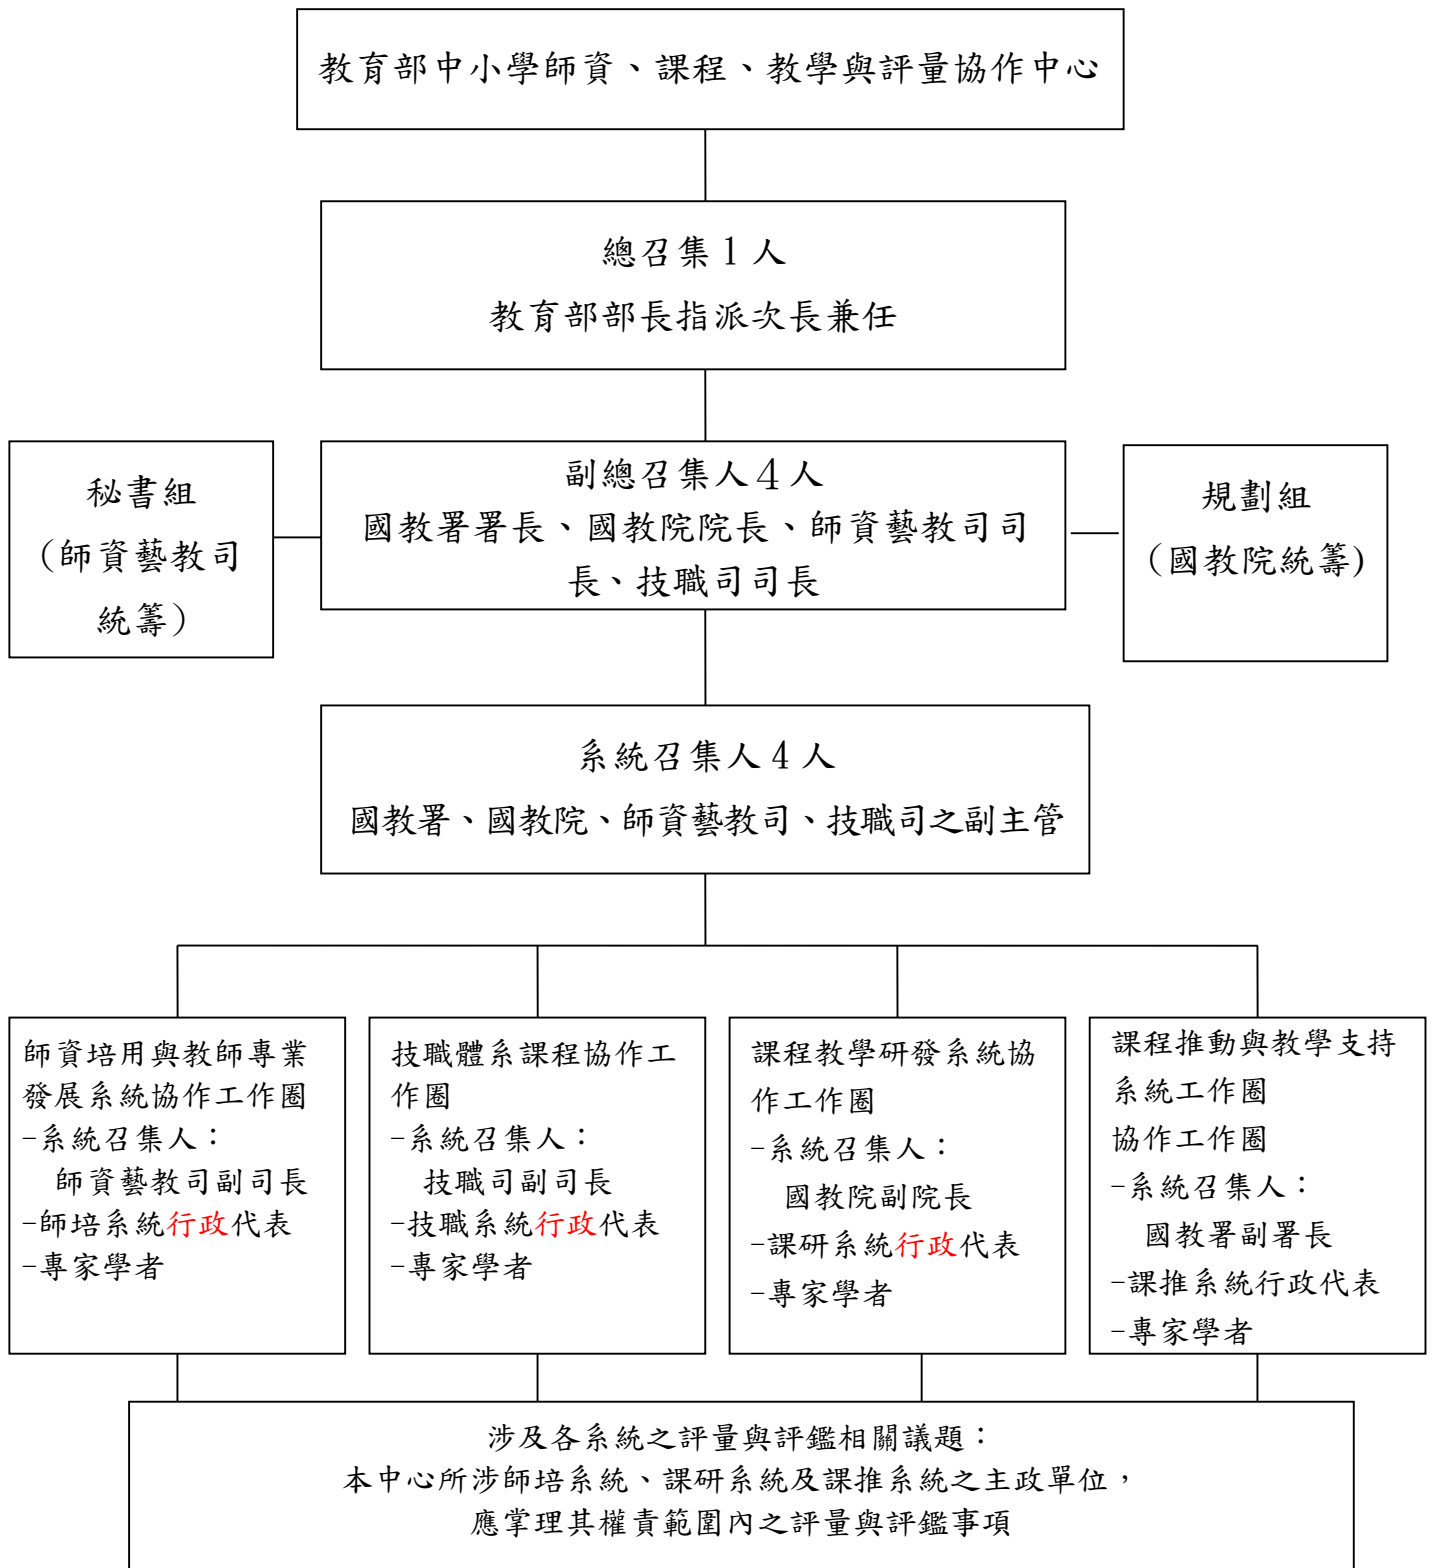 教育部中小學師資、課程、教學與評量協作中心
總召集1人
教育部部長指派次長兼任
秘書組
(師資藝教司
統籌)
副總召集人4人
國教署署長、國教院院長、師資藝教司司
長、技職司司長
規劃組
(國教院統籌)
系統召集人4人
國教署、國教院、師資藝教司、技職司之副主管
師資培用與教師專業
發展系統協作工作圈
-系統召集人：
師資藝教司副司長
-師培系統行政代表
-專家學者
技職體系課程協作工
作圈
-系統召集人：
技職司副司長
-技職系統行政代表
-專家學者
課程教學研發系統協
作工作圈
-系統召集人：
國教院副院長
-課研系統行政代表
-專家學者
課程推動與教學支持
系統工作圈
協作工作圈
-系統召集人：
國教署副署長
-課推系統行政代表
-專家學者
涉及各系統之評量與評鑑相關議題：
本中心所涉師培系統、課研系統及課推系統之主政單位，
應掌理其權責範圍內之評量與評鑑事項